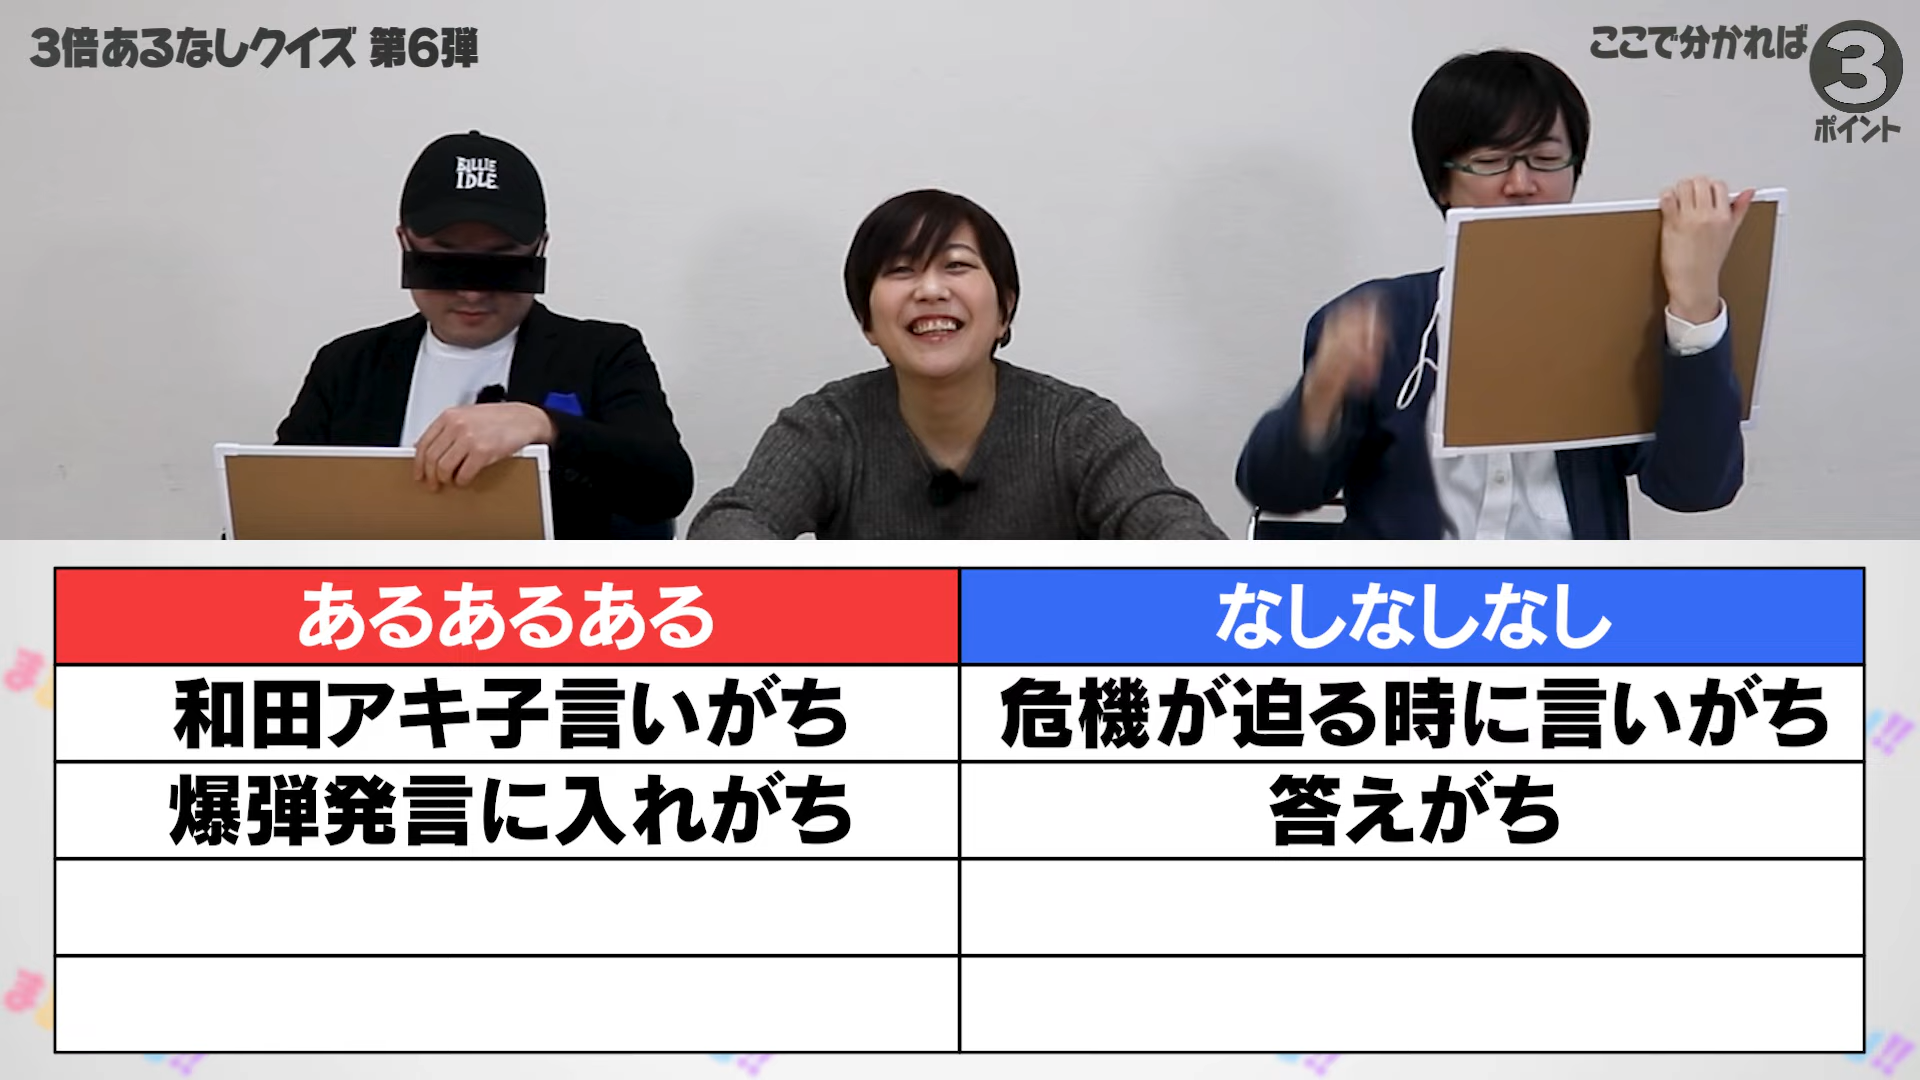 3倍あるなしクイズ 第6弾
ここで分かれば
3
ポイント
BILLIE
IDLE
あるあるある
なしなしなし
和田アキ子言いがち
危機が迫る時に言いがち
爆弾発言に入れがち
答えがち